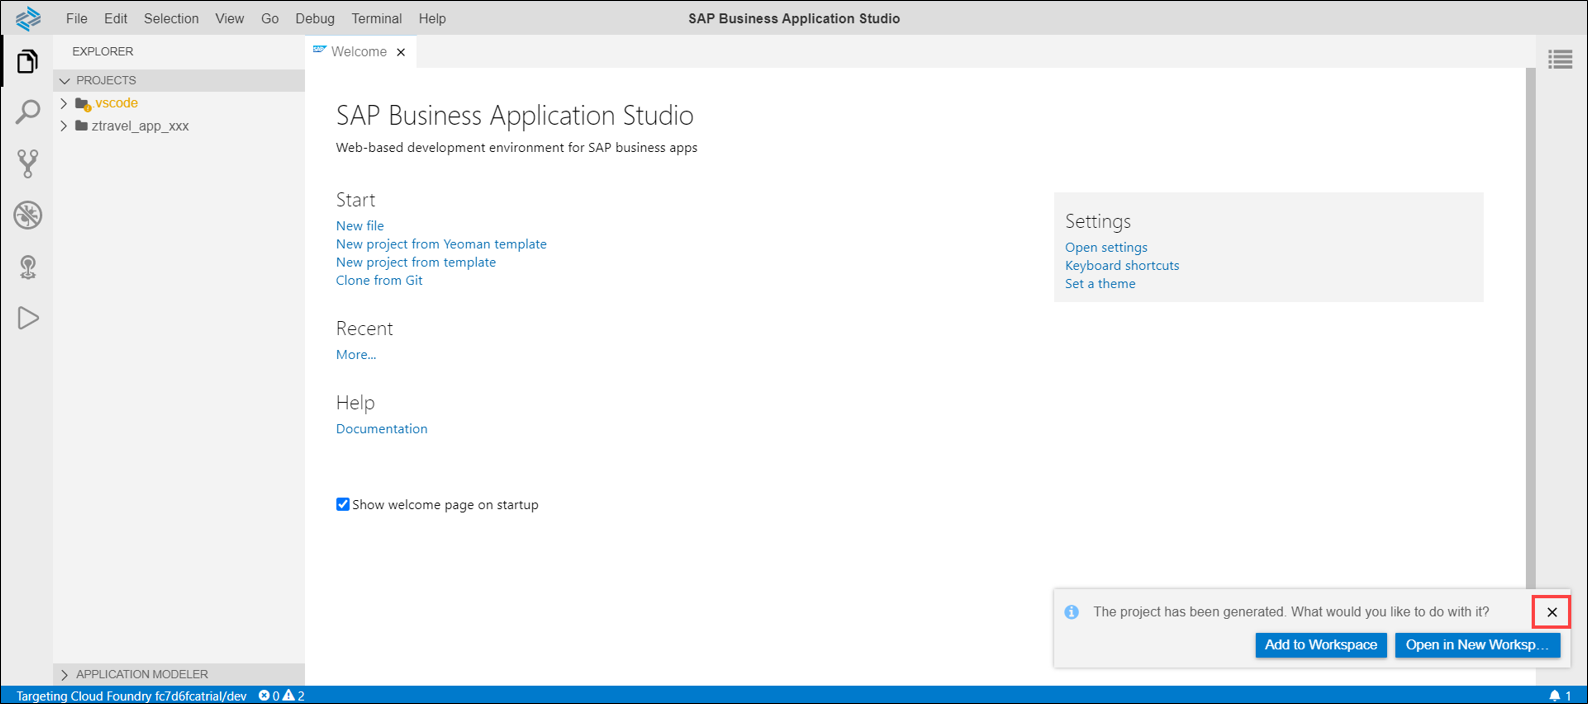 File Edit Selection View Go Debug Terminal Help
SAP Business Application Studio
EXPLORER
PROJECTS
.vscode
ztravel_app_xxx
APPLICATION MODELER
SAP Welcome
SAP Business Application Studio
Web-based development environment for SAP business apps
Start
New file
New project from Yeoman template
New project from template
Clone from Git
Recent
More...
Help
Documentation
Show welcome page on startup
Settings
Open settings
Keyboard shortcuts
Set a theme
The project has been generated. What would you like to do with it?
Add to Workspace Open in New Worksp...
Targeting Cloud Foundry fc7d6fcatrial/dev 0 2 1